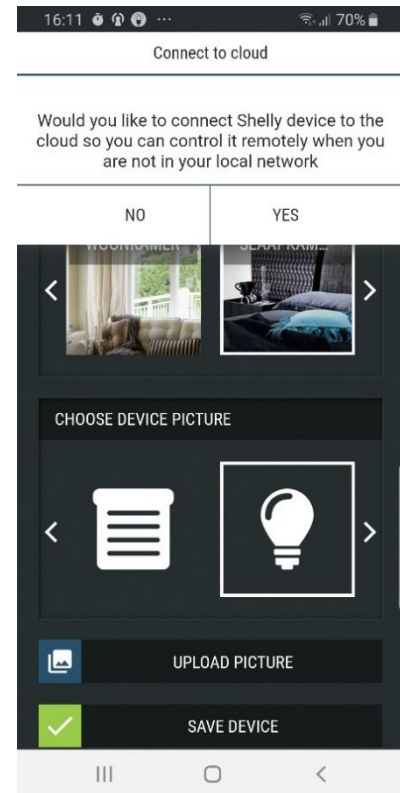 16:11 ... 70%
Connect to cloud
Would you like to connect Shelly device to the
cloud so you can control it remotely when you
are not in your local network
NO YES
WOONKAMER SLAAPKAM...
CHOOSE DEVICE PICTURE
UPLOAD PICTURE
SAVE DEVICE